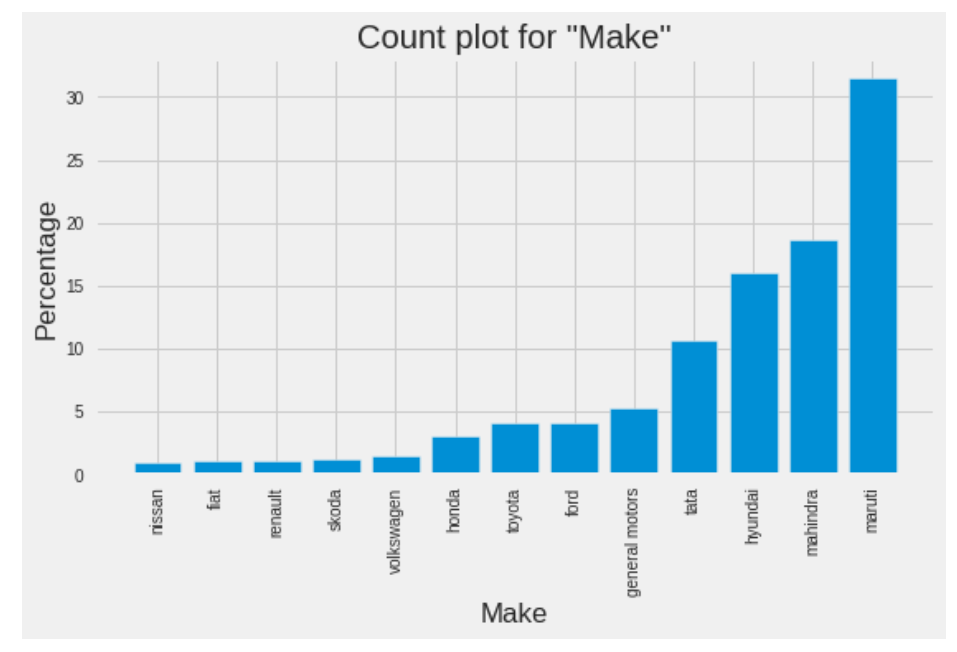 Count plot for "Make"
Percentage
30
25
20
15
10
5
0
nissan
fiat
renault
skoda
volkswagen
honda
toyota
ford
general motors
tata
hyundai
mahindra
maruti
Make